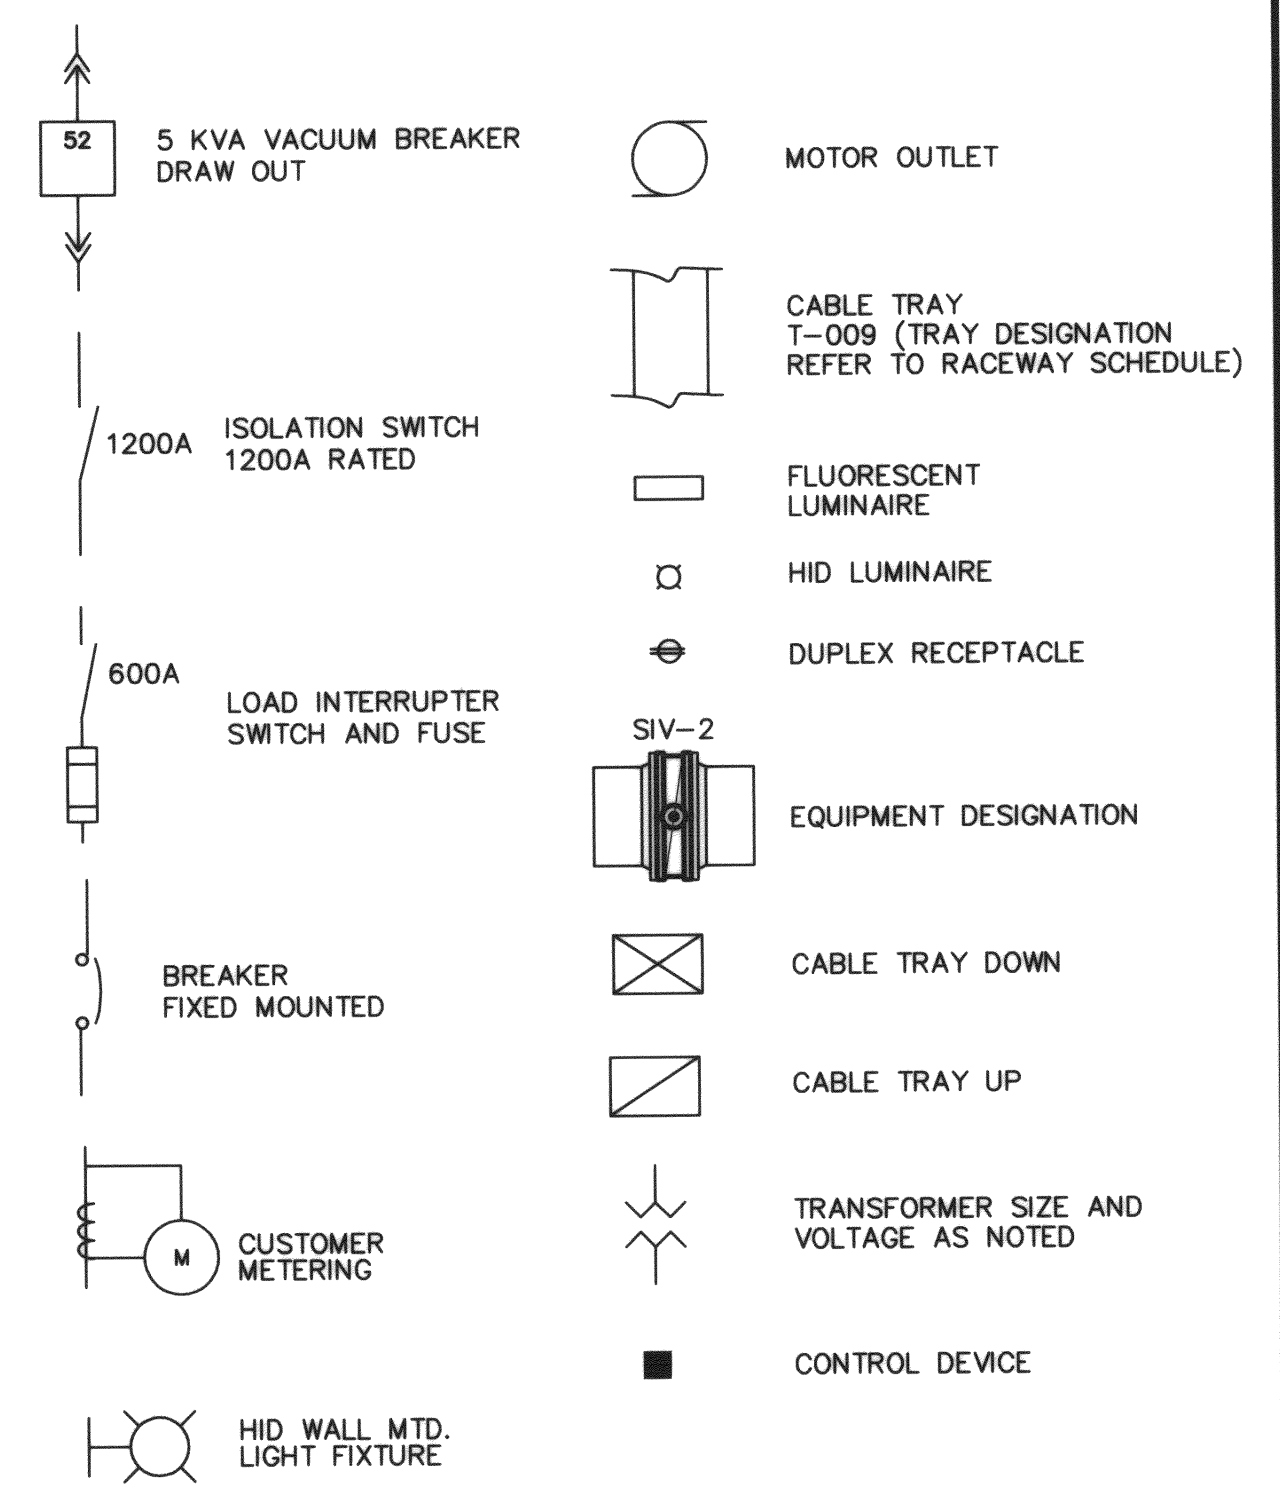 52
5 KVA VACUUM BREAKER
DRAW OUT
1200A
ISOLATION SWITCH
1200A RATED
600A
LOAD INTERRUPTER
SWITCH AND FUSE
BREAKER
FIXED MOUNTED
M
CUSTOMER
METERING
HID WALL MTD.
LIGHT FIXTURE
MOTOR OUTLET
CABLE TRAY
T-009 (TRAY DESIGNATION
REFER TO RACEWAY SCHEDULE)
FLUORESCENT
LUMINAIRE
HID LUMINAIRE
DUPLEX RECEPTACLE
SIV-2
EQUIPMENT DESIGNATION
CABLE TRAY DOWN
CABLE TRAY UP
TRANSFORMER SIZE AND
VOLTAGE AS NOTED
CONTROL DEVICE